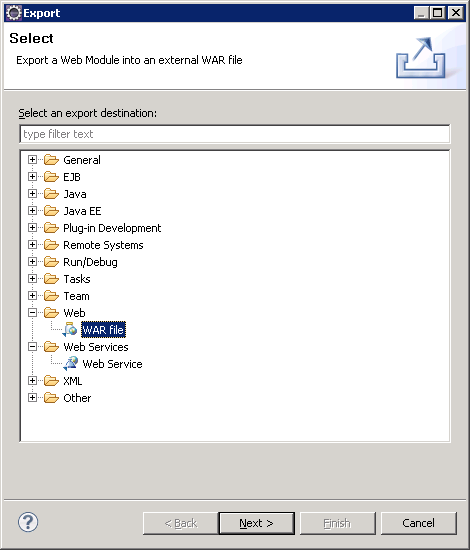 Export
Select
Export a Web Module into an external WAR file
Select an export destination:
type filter text
General
EJB
Java
Java EE
Plug-in Development
Remote Systems
Run/Debug
Tasks
Team
Web
WAR file
Web Services
Web Service
XML
Other
? < Back Next > Finish Cancel